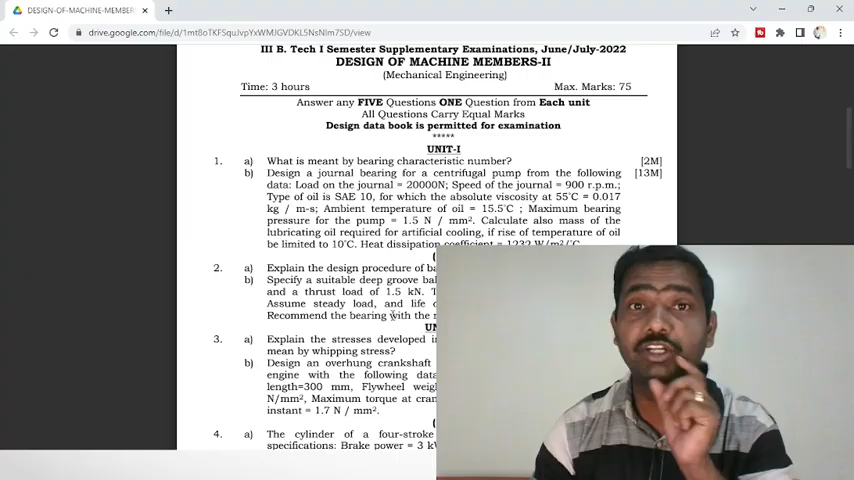 DESIGN-OF-MACHINE-MEMBER
drive.google.com/file/d/1mt8oTKFSquJvpYxWMJGVDKL5NsNlm7SD/view
III B. Tech I Semester Supplementary Examinations, June/July-2022
DESIGN OF MACHINE MEMBERS-II
(Mechanical Engineering)
Time: 3 hours Max. Marks: 75
Answer any FIVE Questions ONE Question from Each unit
All Questions Carry Equal Marks
Design data book is permitted for examination
*****
UNIT-I
1. a) What is meant by bearing characteristic number? [2M]
b) Design a journal bearing for a centrifugal pump from the following [13M]
data: Load on the journal = 20000N; Speed of the journal = 900 r.p.m.;
Type of oil is SAE 10, for which the absolute viscosity at 55°C = 0.017
kg / m-s; Ambient temperature of oil = 15.5°C ; Maximum bearing
pressure for the pump = 1.5 N / mm². Calculate also mass of the
lubricating oil required for artificial cooling, if rise of temperature of oil
be limited to 10°C. Heat dissipation coefficient = 1232 W/m²/°C.
(
2. a) Explain the design procedure of ba
b) Specify a suitable deep groove bal
and a thrust load of 1.5 kN. T
Assume steady load, and life o
Recommend the bearing with the r
UN
3. a) Explain the stresses developed i
mean by whipping stress?
b) Design an overhung crankshaft
engine with the following data
length=300 mm, Flywheel weig
N/mm², Maximum torque at cran
instant = 1.7 N / mm².
(
4. a) The cylinder of a four-stroke
specifications: Brake power = 3 kW